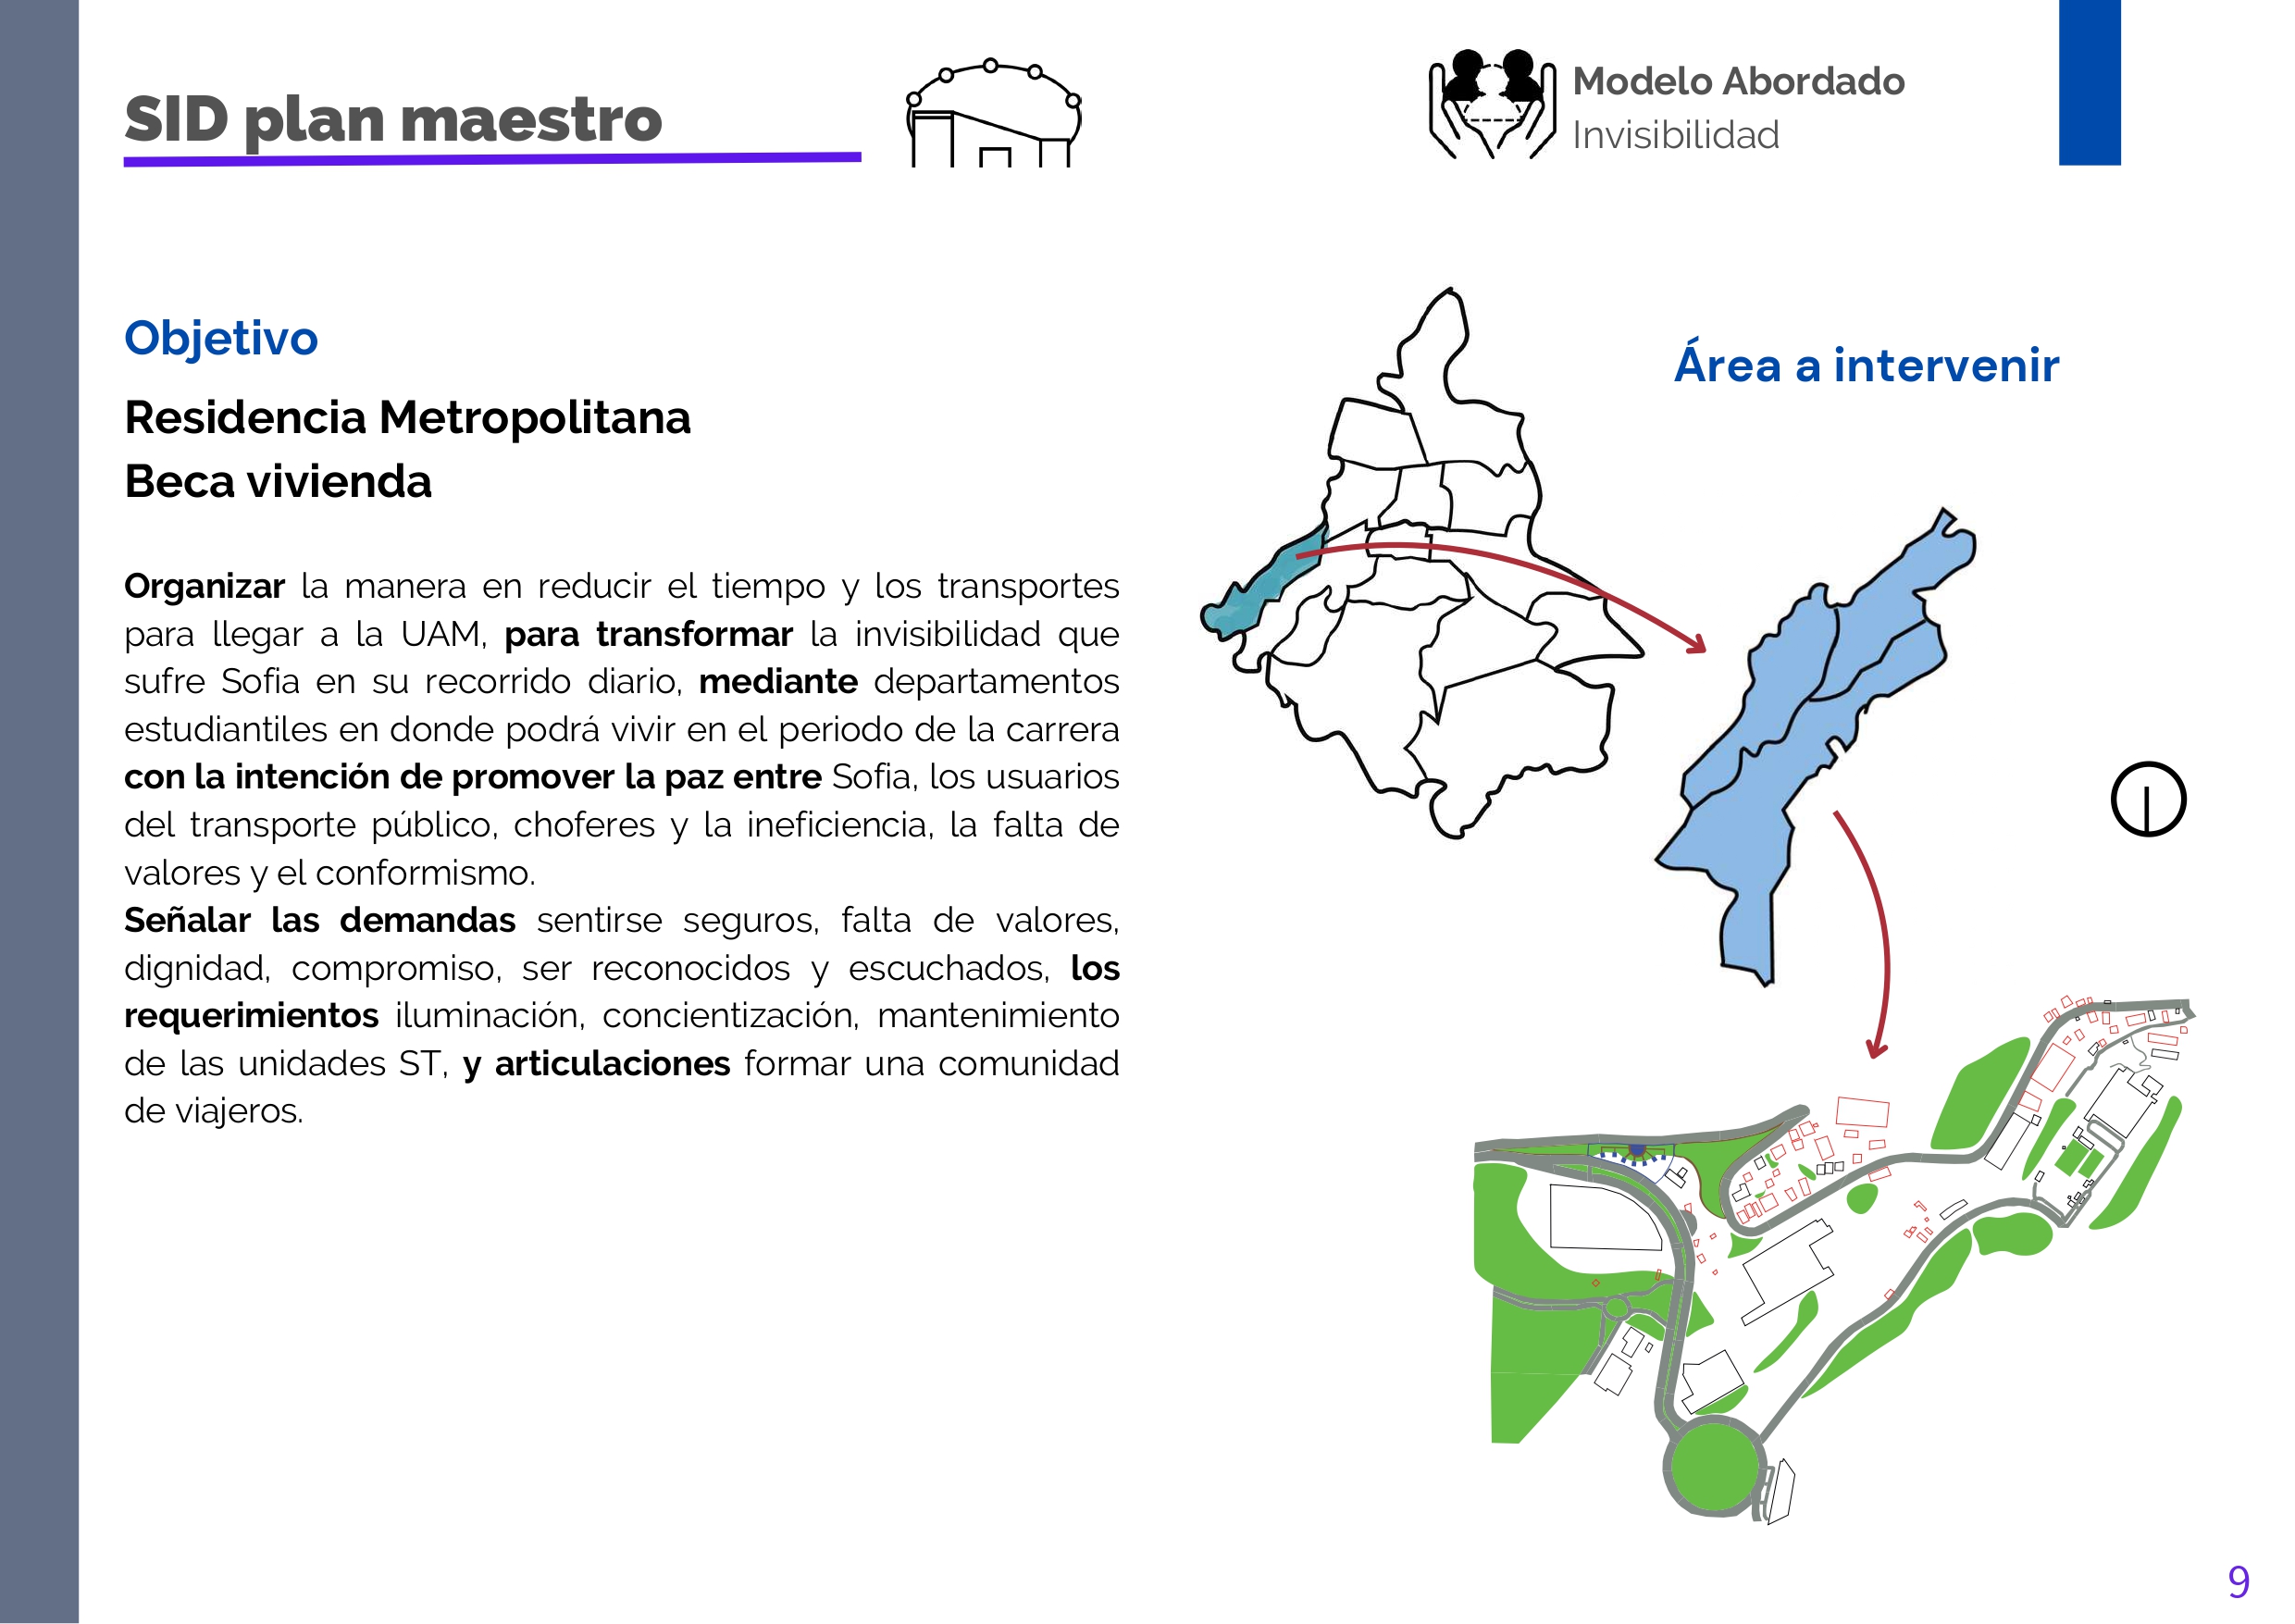 SID plan maestro
Modelo Abordado
Invisibilidad
Objetivo
Residencia Metropolitana
Beca vivienda
Organizar la manera en reducir el tiempo y los transportes
para llegar a la UAM, para transformar la invisibilidad que
sufre Sofia en su recorrido diario, mediante departamentos
estudiantiles en donde podrá vivir en el periodo de la carrera
con la intención de promover la paz entre Sofia, los usuarios
del transporte público, choferes y la ineficiencia, la falta de
valores y el conformismo.
Señalar las demandas sentirse seguros, falta de valores,
dignidad, compromiso, ser reconocidos y escuchados, los
requerimientos iluminación, concientización, mantenimiento
de las unidades ST, y articulaciones formar una comunidad
de viajeros.
Área a intervenir
9